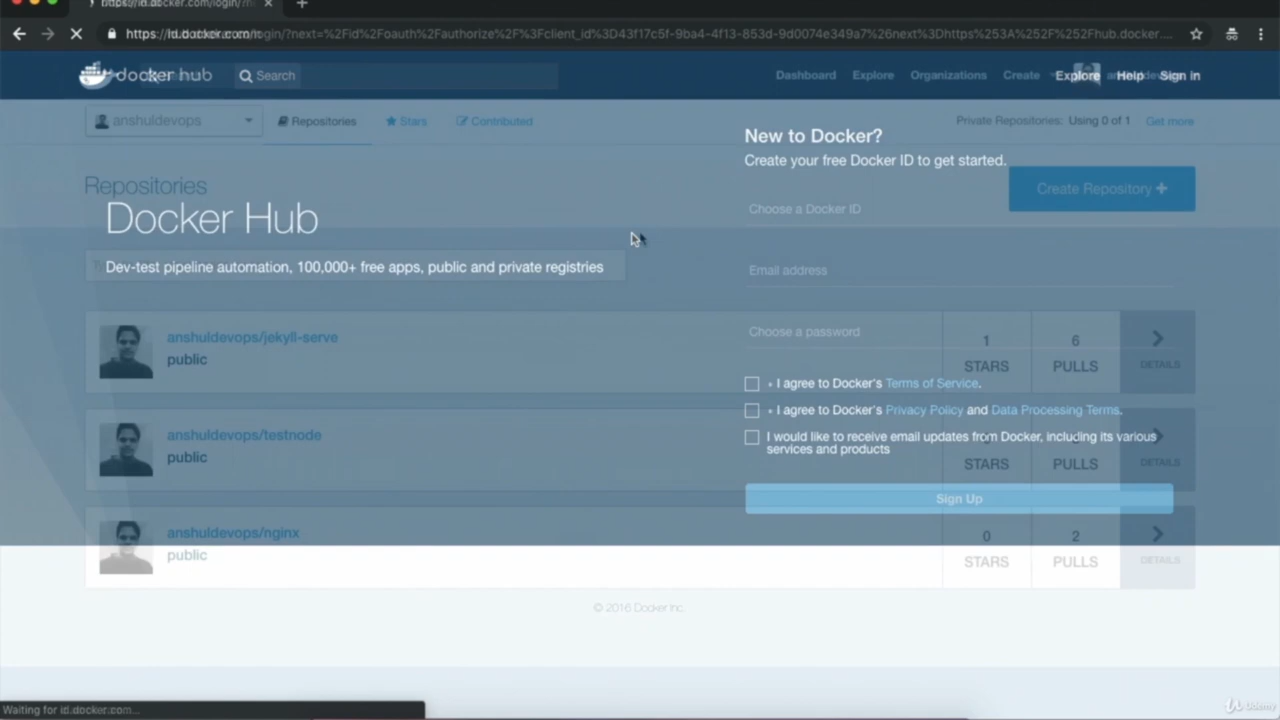 https://id.docker.com/login/
Dashboard Explore Organizations Create
docker hub Search Explore Help Sign in
anshuldevops Repositories Stars Contributed Private Repositories: Using 0 of 1 Get more
New to Docker?
Create your free Docker ID to get started.
Repositories
Create Repository +
Docker Hub
Choose a Docker ID
Dev-test pipeline automation, 100,000+ free apps, public and private registries
Email address
Choose a password
anshuldevops/jekyll-serve
public
1 STARS
6 PULLS
DETAILS
I agree to Docker's Terms of Service.
I agree to Docker's Privacy Policy and Data Processing Terms.
I would like to receive email updates from Docker, including its various
services and products
anshuldevops/testnode
public
STARS
PULLS
DETAILS
Sign Up
anshuldevops/nginx
public
0 STARS
2 PULLS
DETAILS
© 2016 Docker Inc.
Waiting for id.docker.com...
Udemy